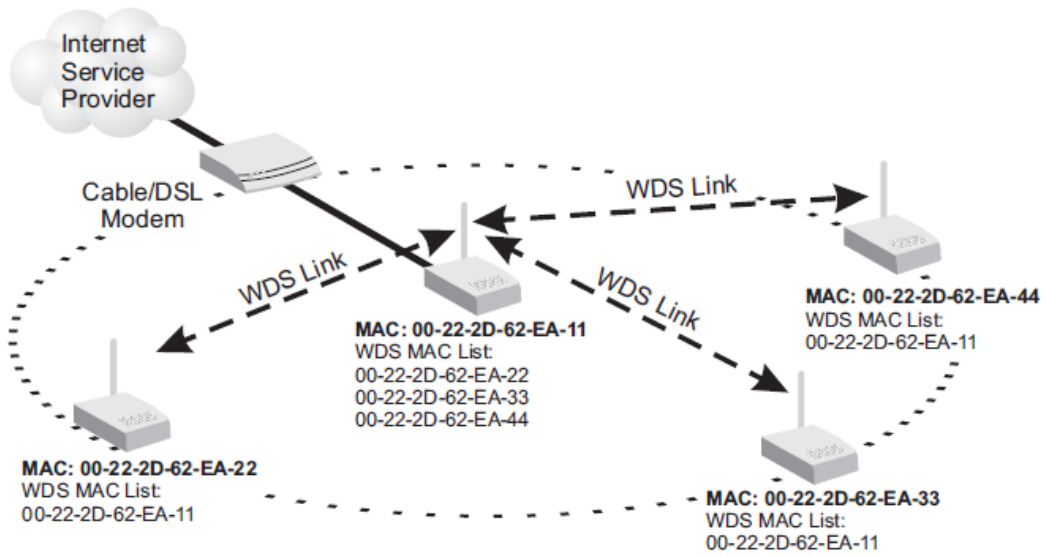 Internet
Service
Provider
Cable/DSL
Modem
WDS Link
WDS Link
WDS Link
MAC: 00-22-2D-62-EA-11
WDS MAC List:
00-22-2D-62-EA-22
00-22-2D-62-EA-33
00-22-2D-62-EA-44
MAC: 00-22-2D-62-EA-44
WDS MAC List:
00-22-2D-62-EA-11
MAC: 00-22-2D-62-EA-22
WDS MAC List:
00-22-2D-62-EA-11
MAC: 00-22-2D-62-EA-33
WDS MAC List:
00-22-2D-62-EA-11